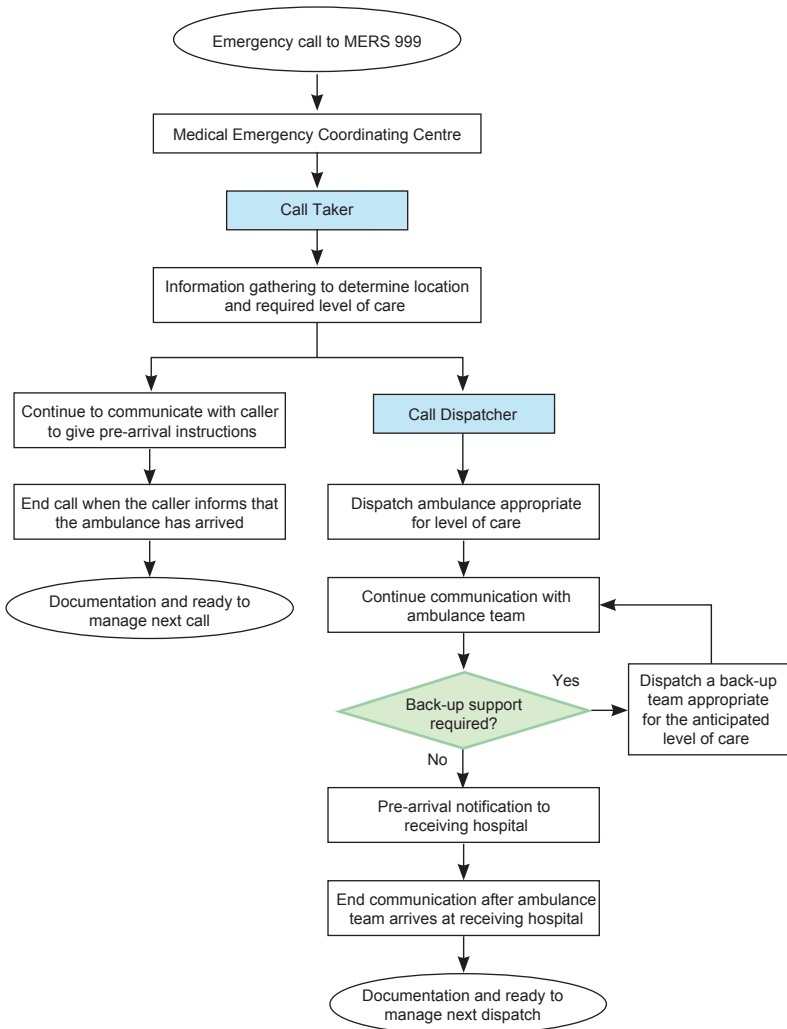 Emergency call to MERS 999
Medical Emergency Coordinating Centre
Call Taker
Information gathering to determine location
and required level of care
Continue to communicate with caller
to give pre-arrival instructions
End call when the caller informs that
the ambulance has arrived
Documentation and ready to
manage next call
Call Dispatcher
Dispatch ambulance appropriate
for level of care
Continue communication with
ambulance team
Back-up support
required?
Yes
Dispatch a back-up
team appropriate
for the anticipated
level of care
No
Pre-arrival notification to
receiving hospital
End communication after ambulance
team arrives at receiving hospital
Documentation and ready to
manage next dispatch